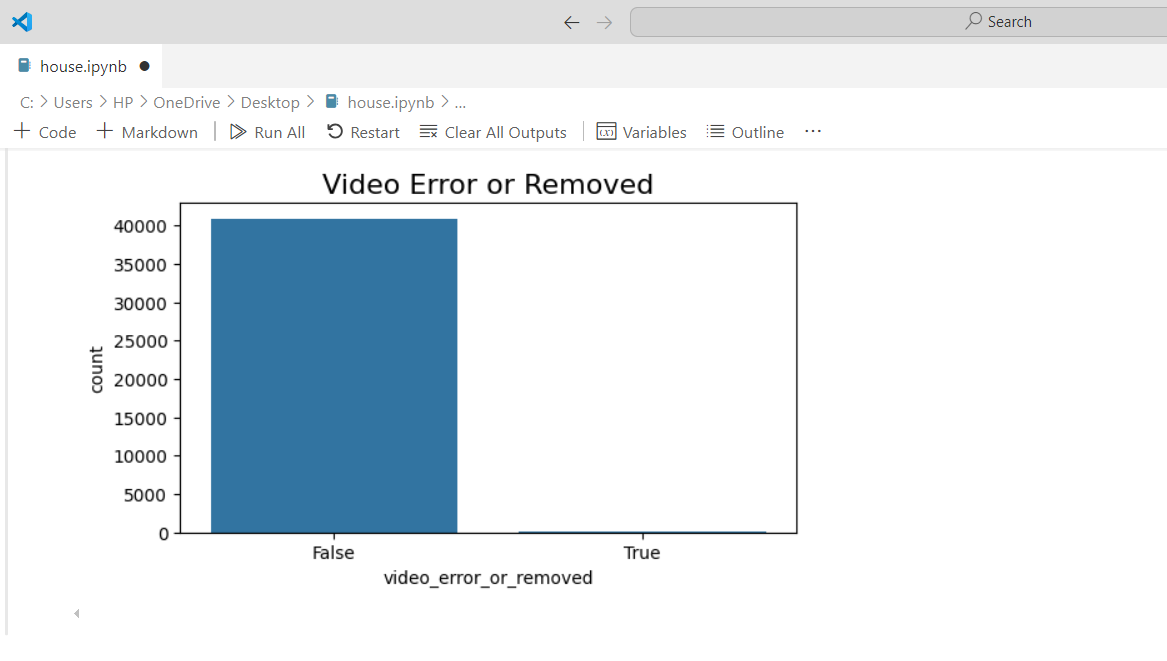 Search
house.ipynb
C: > Users > HP > OneDrive > Desktop > house.ipynb > ...
+ Code + Markdown | Run All Restart Clear All Outputs | Variables Outline ...
Video Error or Removed
40000
35000
30000
25000
20000
15000
10000
5000
0
count
False True
video_error_or_removed